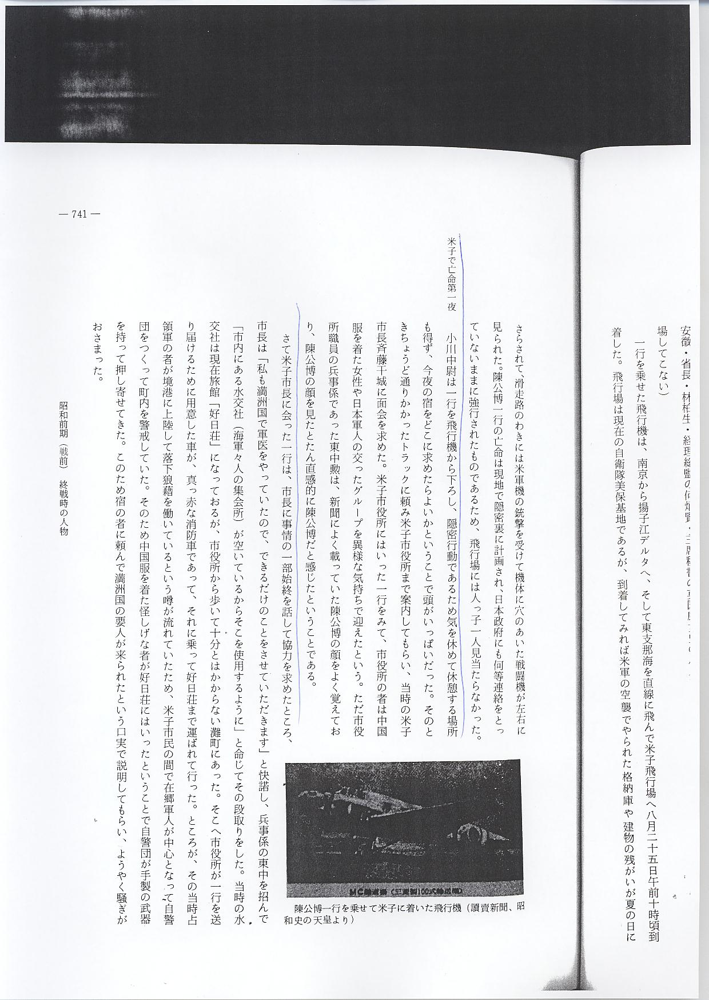 安徽・省長・林柏生・経理総監の何炳賢・主席秘書の
場してこない)
一行を乗せた飛行機は、南京から揚子江デルタへ、そして東支那海を直線に飛んで米子飛行場へ八月二十五日午前十時頃到
着した。飛行場は現在の自衛隊美保基地であるが、到着してみれば米軍の空襲でやられた格納庫や建物の残がいが夏の日に
さらされて、滑走路のわきには米軍機の銃撃を受けて機体に穴のあいた戦闘機が左右に
見られた。陳公博一行の亡命は現地で隠密裏に計画され、日本政府にも何等連絡をとっ
ていないままに強行されたものであるため、飛行場には人っ子一人見当たらなかった。
米子で亡命第一夜
小川中尉は一行を飛行機から下ろし、隠密行動であるため気を休めて休憩する場所
も得ず、今夜の宿をどこに求めたらよいかということで頭がいっぱいだった。そのと
きちょうど通りかかったトラックに頼み米子市役所まで案内してもらい、当時の米子
市長斉藤干城に面会を求めた。米子市役所にはいった一行をみて、市役所の者は中国
服を着た女性や日本軍人の交ったグループを異様な気持ちで迎えたという。ただ市役
所職員の兵事係であった東中勲は、新聞によく載っていた陳公博の顔をよく覚えてお
り、陳公博の顔を見たとたん直感的に陳公博だと感じたということである。
さて米子市長に会った一行は、市長に事情の一部始終を話して協力を求めたところ、
市長は「私も満洲国で軍医をやっていたので、できるだけのことをさせていただきます」と快諾し、兵事係の東中を招んで
「市内にある水交社(海軍々人の集会所)が空いているからそこを使用するように」と命じてその段取りをした。当時の水
交社は現在旅館「好日荘」になっておるが、市役所から歩いて十分とはかからない灘町にあった。そこへ市役所が一行を送
り届けるために用意した車が、真っ赤な消防車であって、それに乗って好日荘まで運ばれて行った。ところが、その当時占
領軍の者が境港に上陸して落下狼藉を働いているという噂が流れていたため、米子市民の間で在郷軍人が中心となって自警
団をつくって町内を警戒していた。そのため中国服を着た怪しげな者が好日荘にはいったということで自警団が手製の武器
を持って押し寄せてきた。このため宿の者に頼んで満洲国の要人が来られたという口実で説明してもらい、ようやく騒ぎが
おさまった。
MC輸送機(三菱製100式輸送機)
陳公博一行を乗せて米子に着いた飛行機(讀賣新聞、昭
和史の天皇より)
昭和前期(戦前) 終戦時の人物
— 741 —